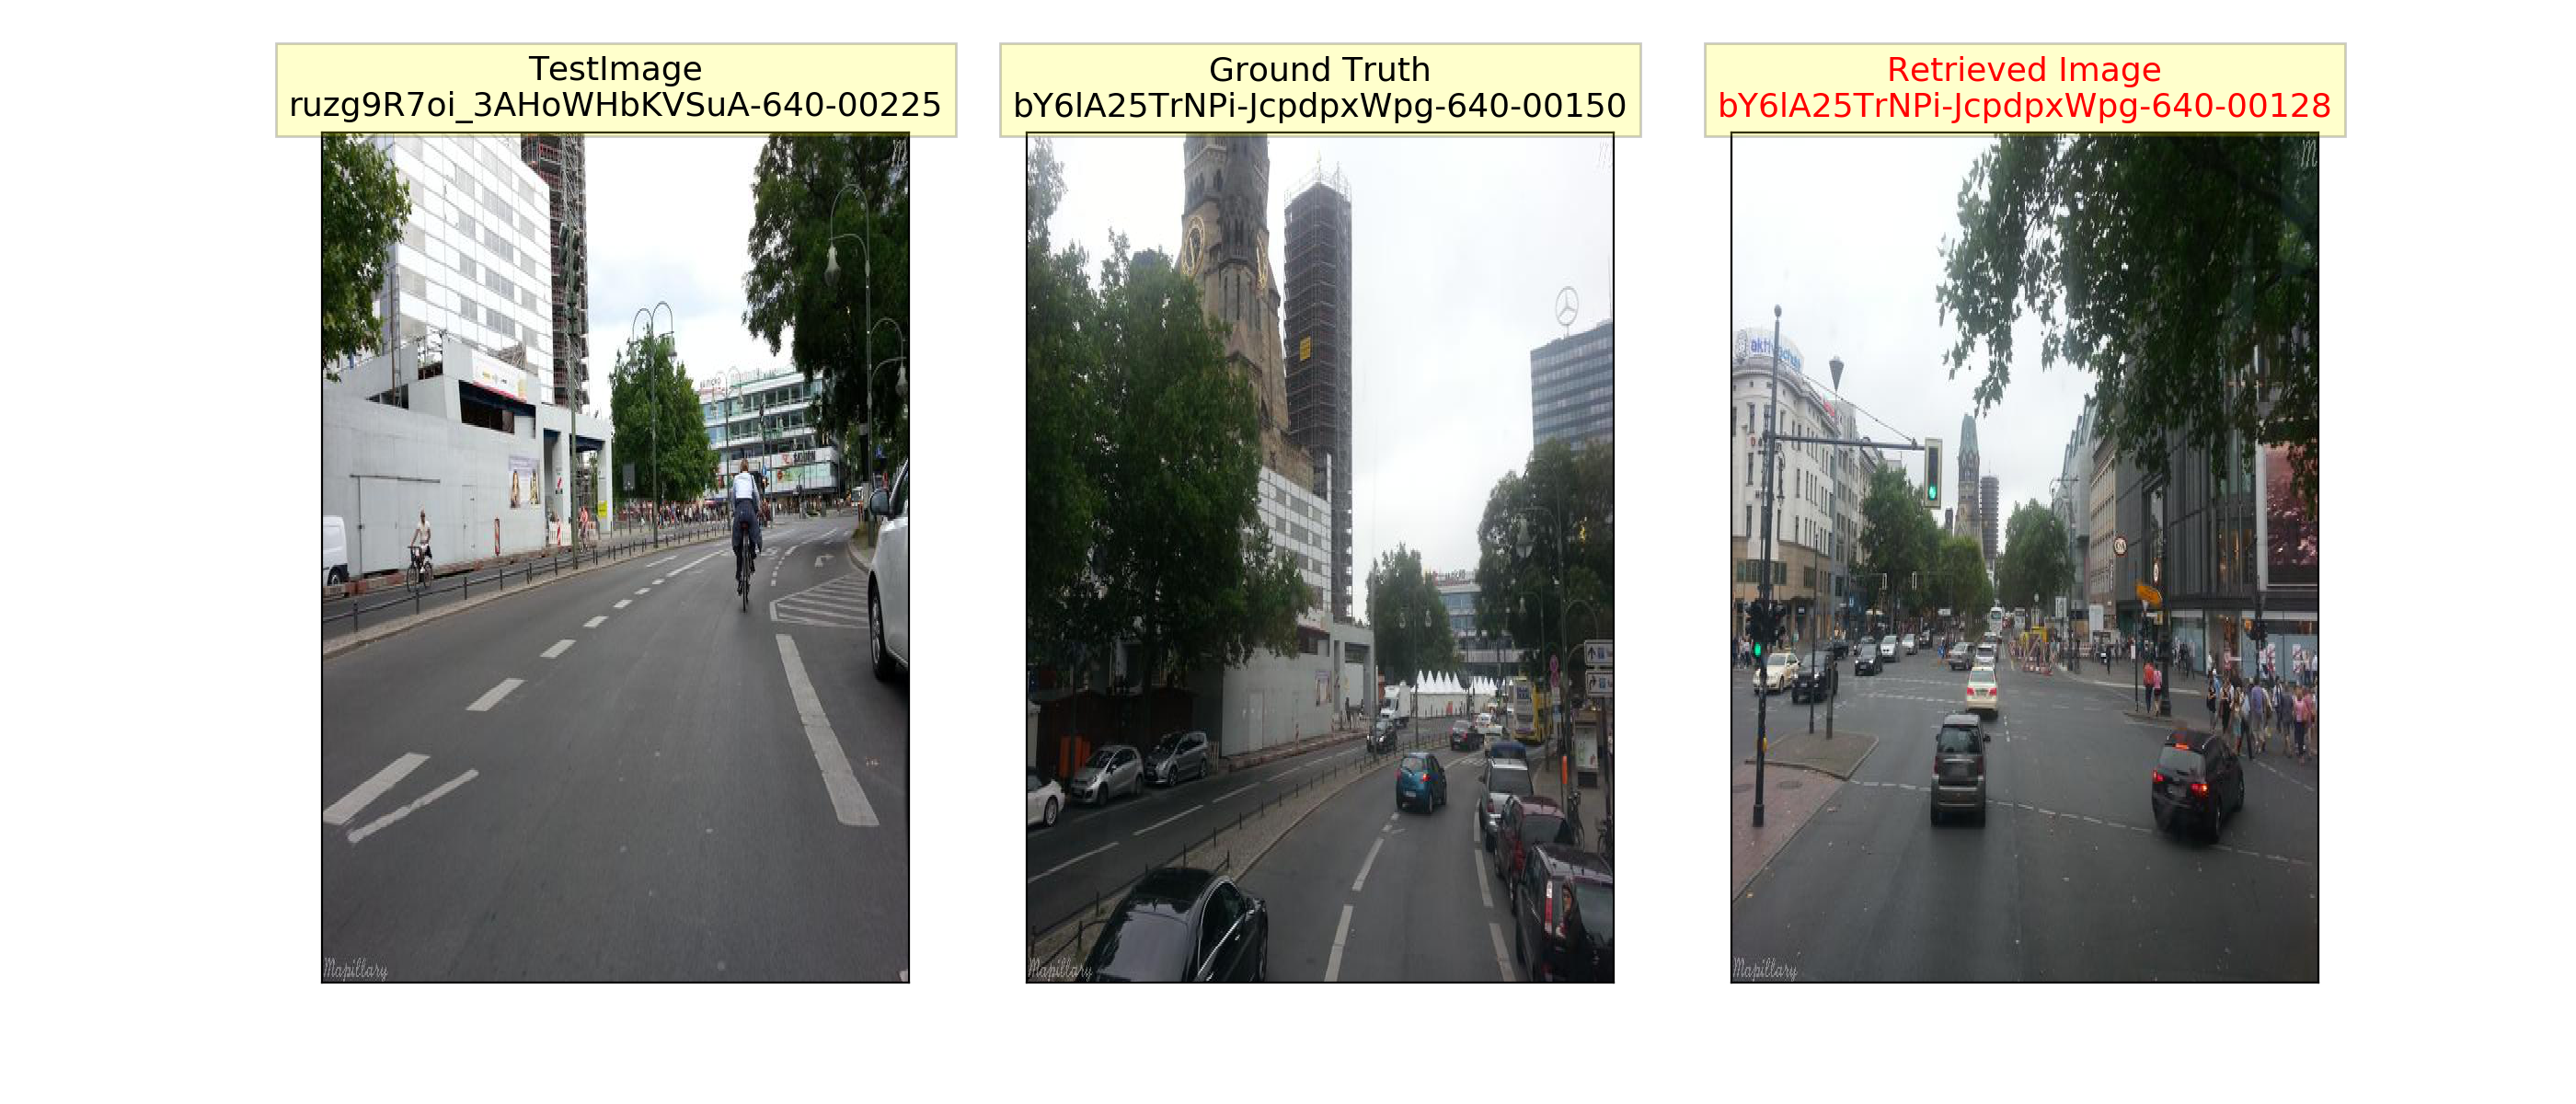 TestImage
ruzg9R7oi_3AHoWHbKVSuA-640-00225
Ground Truth
bY6lA25TrNPi-JcpdpxWpg-640-00150
Retrieved Image
bY6lA25TrNPi-JcpdpxWpg-640-00128
Mapillary
Mapillary
Mapillary